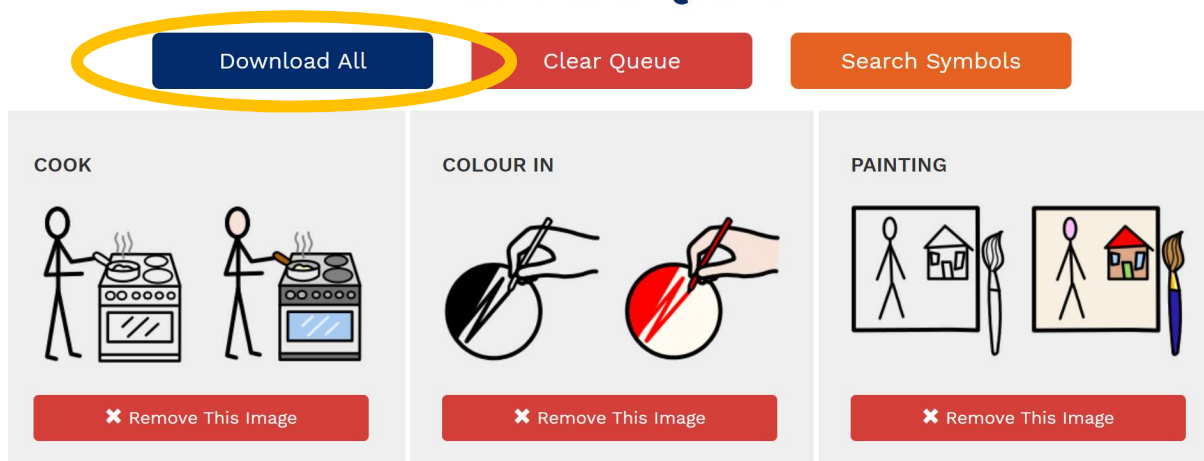 Download All
Clear Queue
Search Symbols
COOK
COLOUR IN
PAINTING
✖ Remove This Image
✖ Remove This Image
✖ Remove This Image